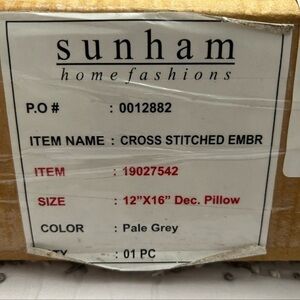 sunham
home fashions
P.O # : 0012882
ITEM NAME : CROSS STITCHED EMBR
ITEM : 19027542
SIZE : 12"X16" Dec. Pillow
COLOR : Pale Grey
TY : 01 PC